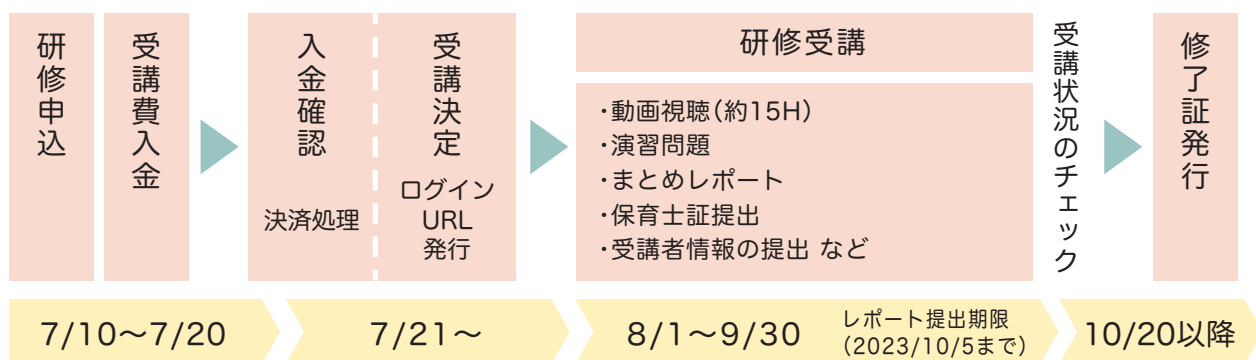 研修申込
受講費入金
入金確認
決済処理
受講決定
ログイン
URL
発行
研修受講
・動画視聴(約15H)
・演習問題
・まとめレポート
・保育士証提出
・受講者情報の提出 など
受講状況のチェック
修了証発行
7/10〜7/20
7/21〜
8/1〜9/30
レポート提出期限
(2023/10/5まで)
10/20以降